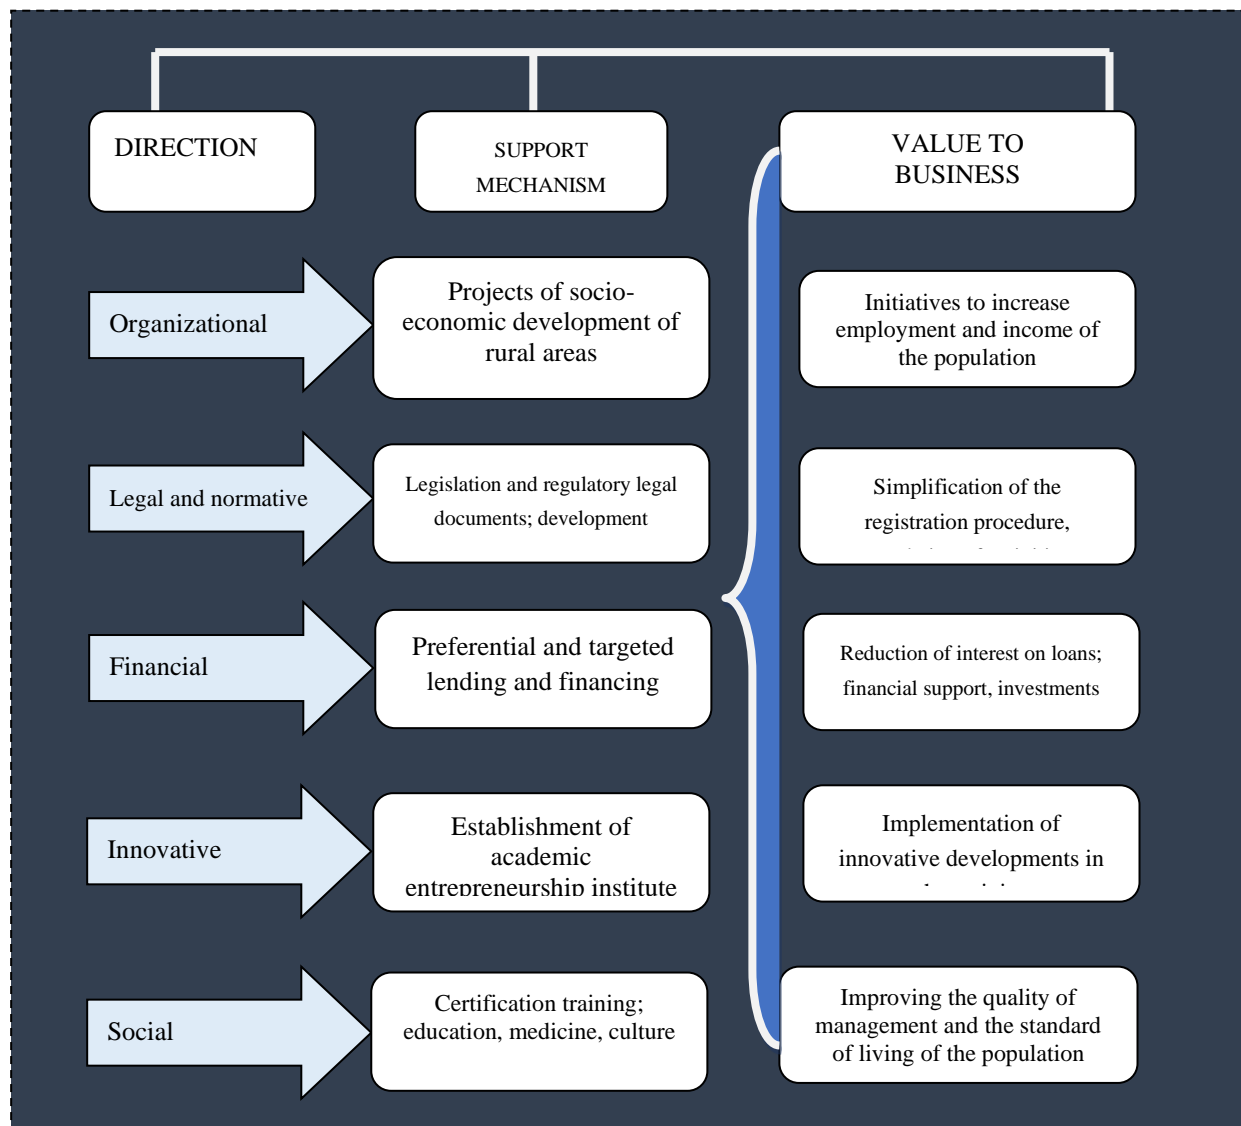 DIRECTION
SUPPORT
MECHANISM
VALUE TO
BUSINESS
Organizational
Projects of socio-
economic development of
rural areas
Initiatives to increase
employment and income of
the population
Legal and normative
Legislation and regulatory legal
documents; development
Simplification of the
registration procedure,
Financial
Preferential and targeted
lending and financing
Reduction of interest on loans;
financial support, investments
Innovative
Establishment of
academic
entrepreneurship institute
Implementation of
innovative developments in
Social
Certification training;
education, medicine, culture
Improving the quality of
management and the standard
of living of the population